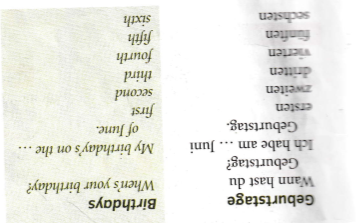 Geburtstage
Wann hast du
Geburtstag?
Ich habe am … Juni
Geburtstag.
ersten
zweiten
dritten
vierten
fünften
sechsten
Birthdays
When's your birthday?
My birthday's on the …
of June.
first
second
third
fourth
fifth
sixth